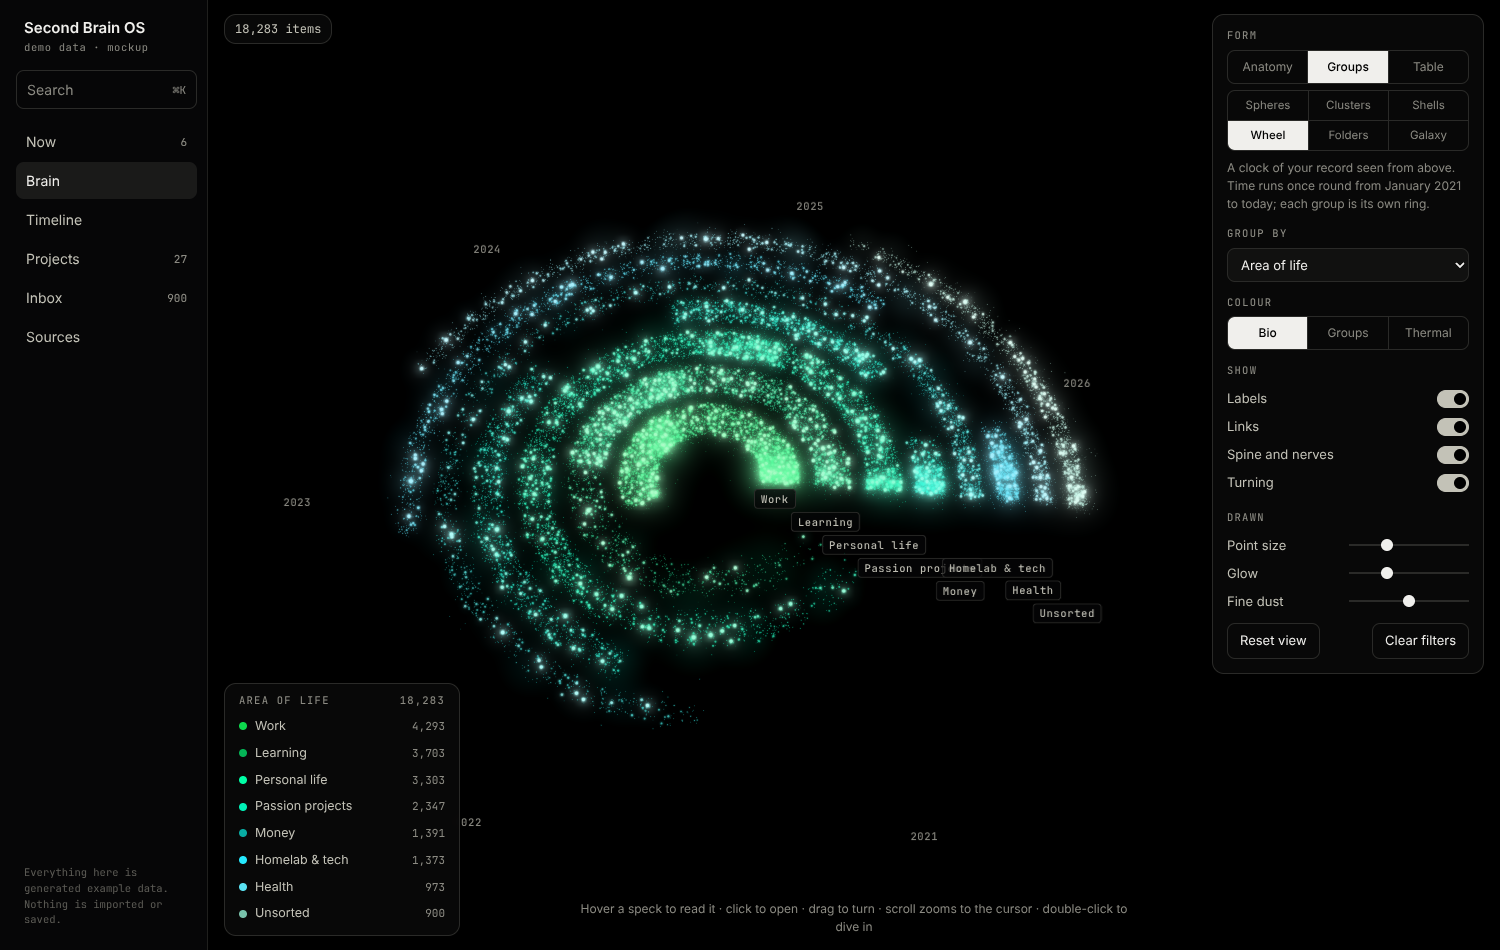 Second Brain OS
demo data · mockup
Search ⌘K
Now 6
Brain
Timeline
Projects 27
Inbox 900
Sources
Everything here is
generated example data.
Nothing is imported or
saved.
18,283 items
2025
2024
2026
2023
Work
Learning
Personal life
Passion pro
Homelab & tech
Money
Health
Unsorted
022
2021
AREA OF LIFE 18,283
Work 4,293
Learning 3,703
Personal life 3,303
Passion projects 2,347
Money 1,391
Homelab & tech 1,373
Health 973
Unsorted 900
Hover a speck to read it · click to open · drag to turn · scroll zooms to the cursor · double-click to
dive in
FORM
Anatomy Groups Table
Spheres Clusters Shells
Wheel Folders Galaxy
A clock of your record seen from above.
Time runs once round from January 2021
to today; each group is its own ring.
GROUP BY
Area of life
COLOUR
Bio Groups Thermal
SHOW
Labels
Links
Spine and nerves
Turning
DRAWN
Point size
Glow
Fine dust
Reset view Clear filters